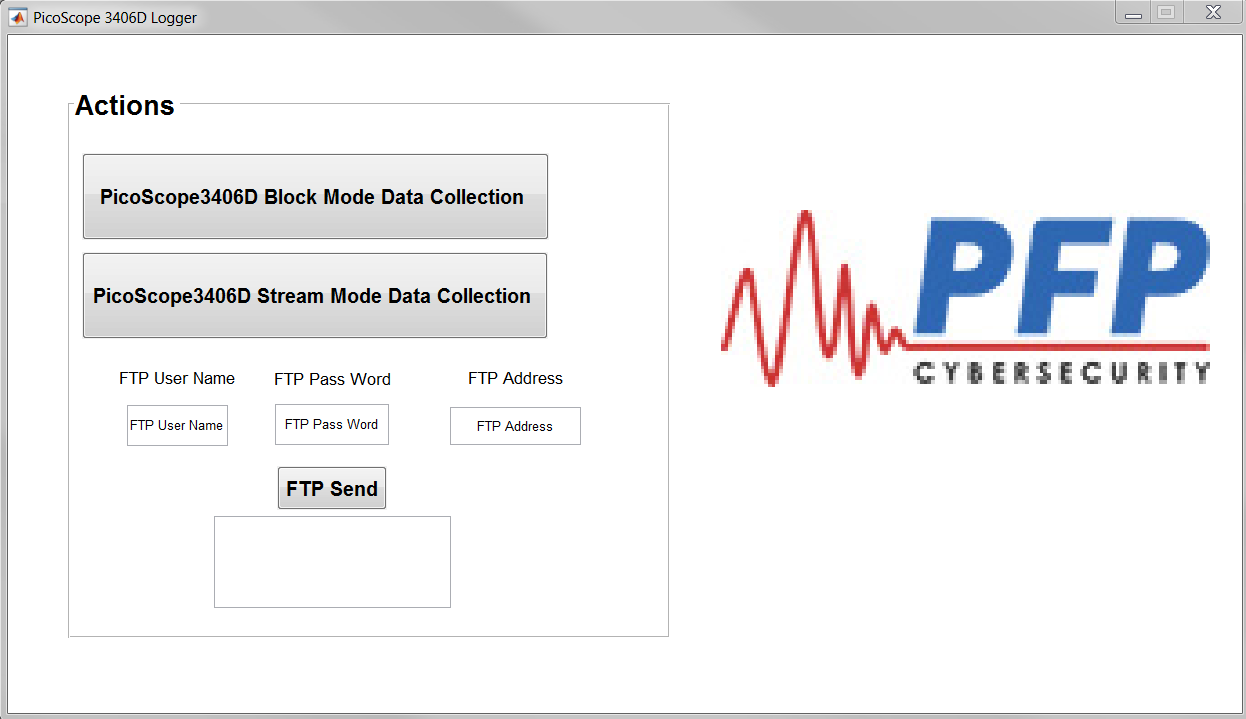 PicoScope 3406D Logger
Actions
PicoScope3406D Block Mode Data Collection
PicoScope3406D Stream Mode Data Collection
FTP User Name
FTP Pass Word
FTP Address
FTP User Name
FTP Pass Word
FTP Address
FTP Send
PFP
CYBERSECURITY